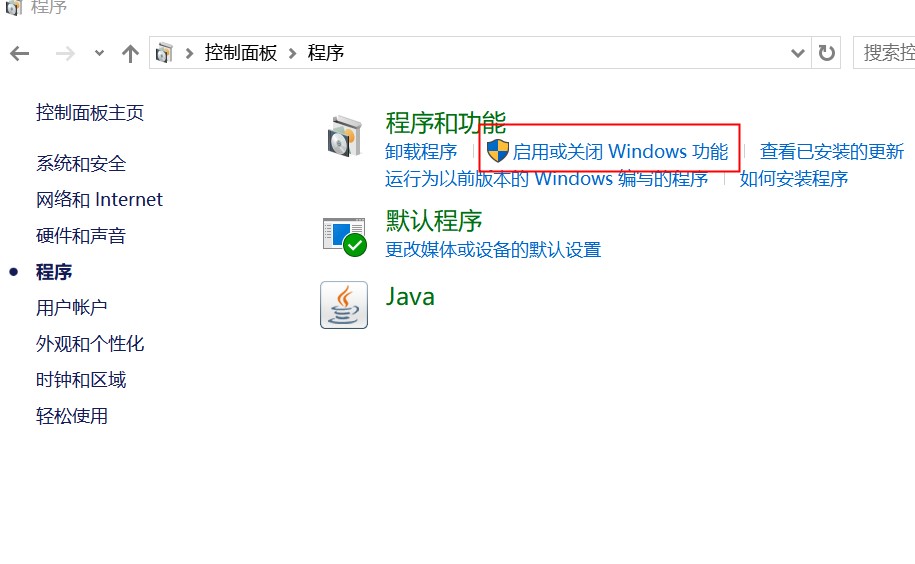 程序
控制面板 程序
搜索控
控制面板主页
系统和安全
网络和 Internet
硬件和声音
程序
用户帐户
外观和个性化
时钟和区域
轻松使用
程序和功能
卸载程序 启用或关闭 Windows 功能 查看已安装的更新
运行为以前版本的 Windows 编写的程序 如何安装程序
默认程序
更改媒体或设备的默认设置
Java